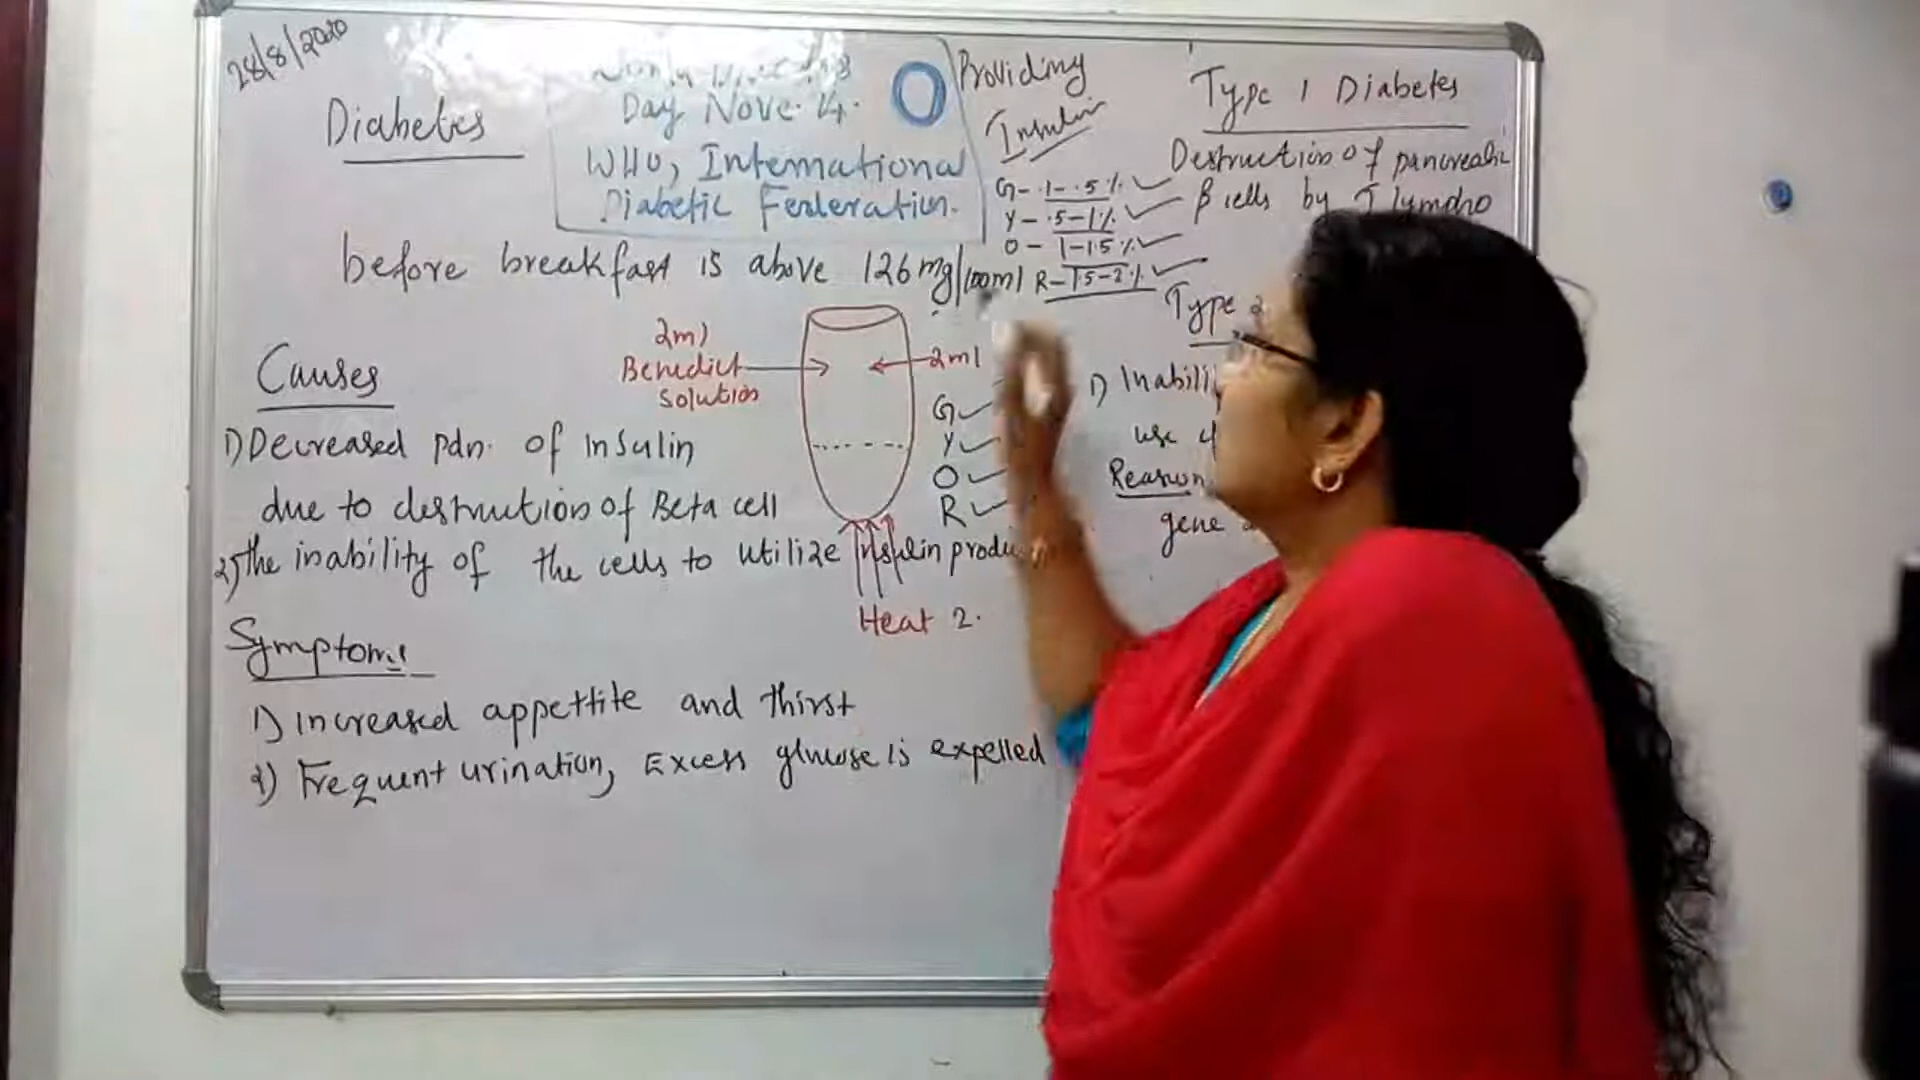 28/8/2020
Diabetes
Day Nove. 14.
WHO, International
Diabetic Federation.
before breakfast is above 126 mg/100ml
Causes
1) Decreased pdn. of insulin
due to destruction of Beta cell
2) The inability of the cells to utilize insulin
Symptoms
1) increased appettite and thirst
2) Frequent urination, Excess glucose is expelled
2ml
Benedict
solution
2ml
G
Y
O
R
Heat 2.
Providing
Insulin
G - .1 - .5 %
Y - .5 - 1 %
O - 1 - 1.5 %
R - 1.5 - 2 %
Type 1 Diabetes
Destruction of pancreatic
β cells by T lympho
Type 2
1)
use of
Reason
gene